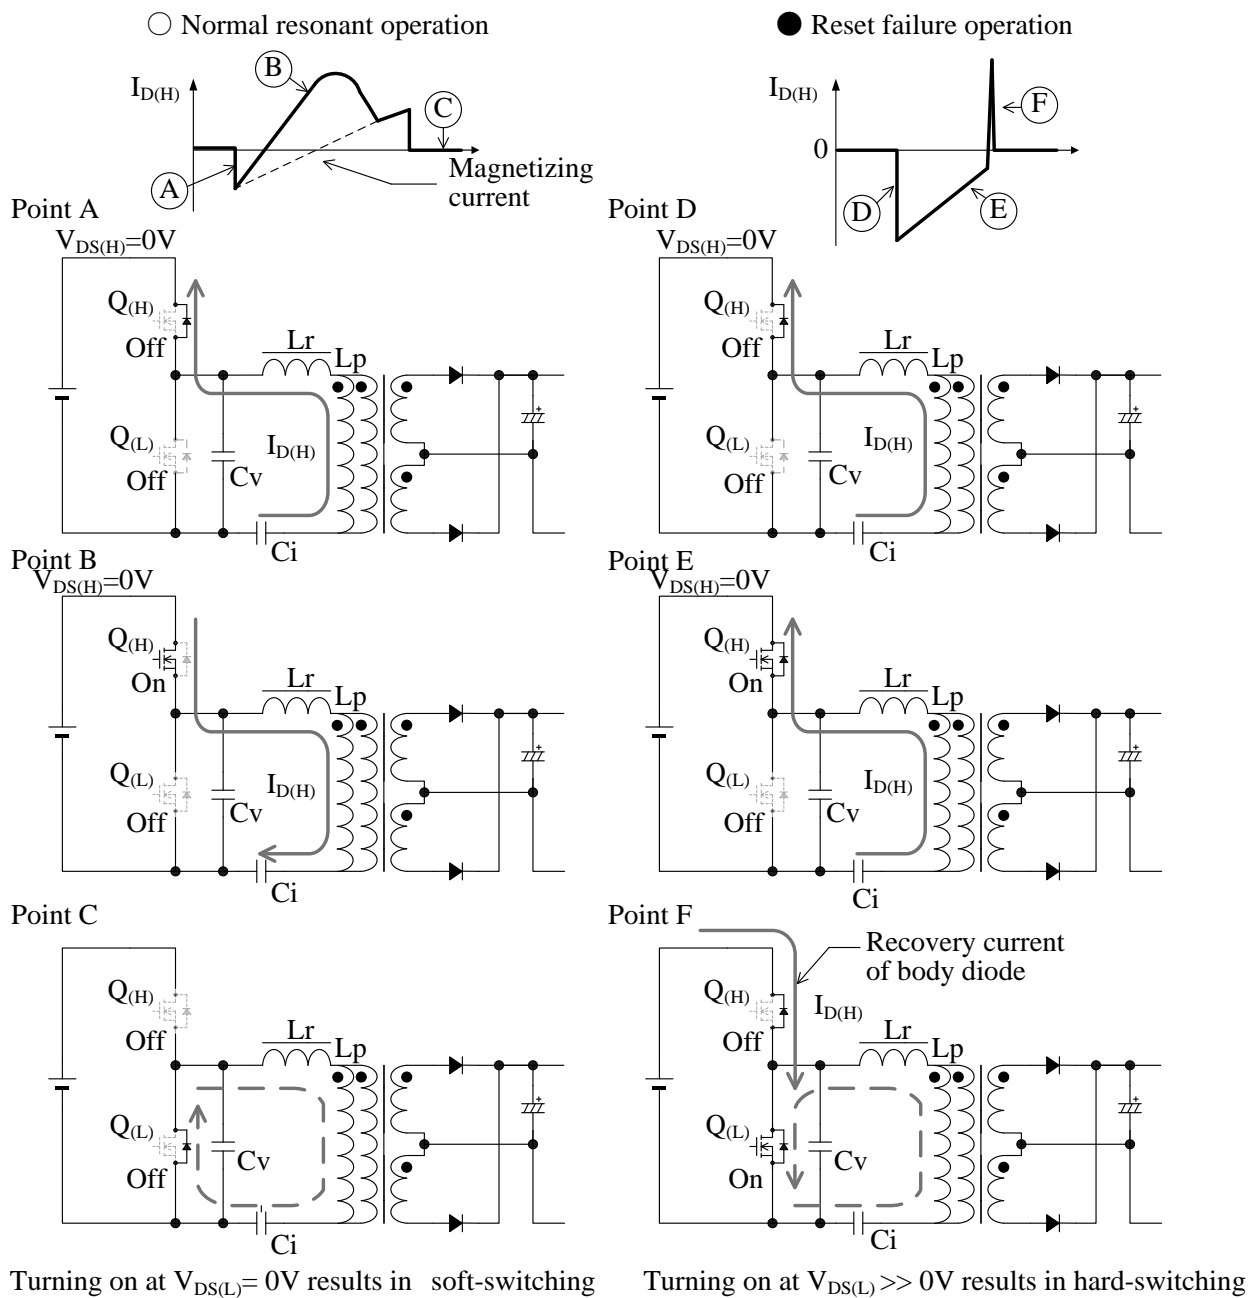 Normal resonant operation
Reset failure operation
I_D(H)
A
B
C
Magnetizing
current
I_D(H)
0
D
E
F
Point A
V_DS(H)=0V
Q_(H)
Off
Q_(L)
Off
Cv
I_D(H)
Lr
Lp
Ci
Point D
V_DS(H)=0V
Q_(H)
Off
Q_(L)
Off
Cv
I_D(H)
Lr
Lp
Ci
Point B
V_DS(H)=0V
Q_(H)
On
Q_(L)
Off
Cv
I_D(H)
Lr
Lp
Ci
Point E
V_DS(H)=0V
Q_(H)
On
Q_(L)
Off
Cv
I_D(H)
Lr
Lp
Ci
Point C
Q_(H)
Off
Q_(L)
Off
Cv
Lr
Lp
Ci
Point F
Recovery current
of body diode
Q_(H)
Off
I_D(H)
Q_(L)
On
Cv
Lr
Lp
Ci
Turning on at V_DS(L)= 0V results in soft-switching
Turning on at V_DS(L) >> 0V results in hard-switching